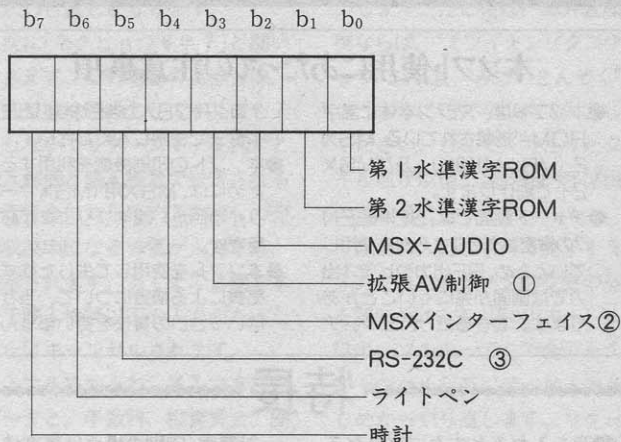 b7 b6 b5 b4 b3 b2 b1 b0
第1水準漢字ROM
第2水準漢字ROM
MSX-AUDIO
拡張AV制御 ①
MSXインターフェイス②
RS-232C ③
ライトペン
時計